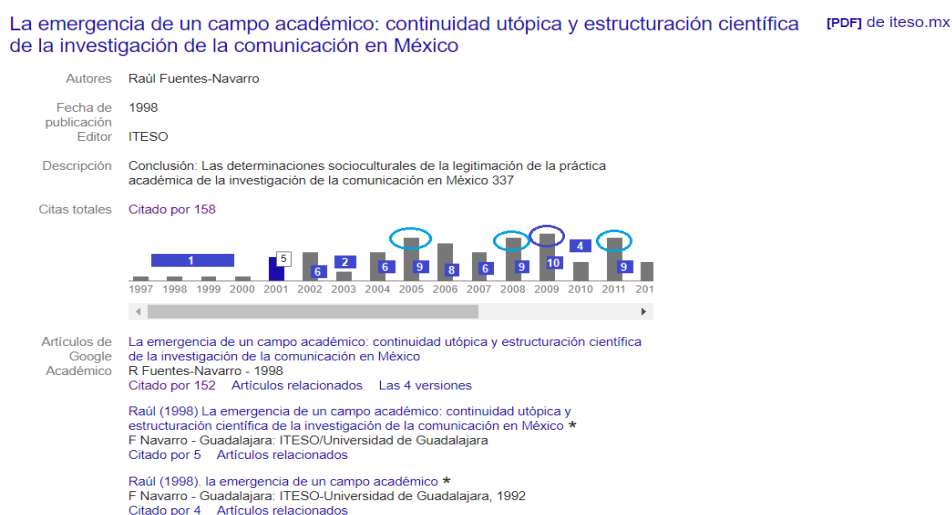 La emergencia de un campo académico: continuidad utópica y estructuración científica
de la investigación de la comunicación en México
[PDF] de iteso.mx
Autores Raúl Fuentes-Navarro
Fecha de publicación 1998
Editor ITESO
Descripción Conclusión: Las determinaciones socioculturales de la legitimación de la práctica
académica de la investigación de la comunicación en México 337
Citas totales Citado por 158
1 5 6 2 6 9 8 6 9 10 4 9
1997 1998 1999 2000 2001 2002 2003 2004 2005 2006 2007 2008 2009 2010 2011 201
Artículos de Google Académico
La emergencia de un campo académico: continuidad utópica y estructuración científica
de la investigación de la comunicación en México
R Fuentes-Navarro - 1998
Citado por 152 Artículos relacionados Las 4 versiones
Raúl (1998) La emergencia de un campo académico: continuidad utópica y
estructuración científica de la investigación de la comunicación en México *
F Navarro - Guadalajara: ITESO/Universidad de Guadalajara
Citado por 5 Artículos relacionados
Raúl (1998). la emergencia de un campo académico *
F Navarro - Guadalajara: ITESO-Universidad de Guadalajara, 1992
Citado por 4 Artículos relacionados